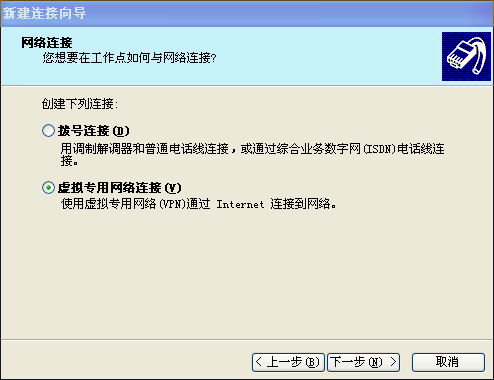 新建连接向导
网络连接
您想要在工作点如何与网络连接?
创建下列连接:
拨号连接(D)
用调制解调器和普通电话线连接，或通过综合业务数字网(ISDN)电话线连
接。
虚拟专用网络连接(V)
使用虚拟专用网络(VPN)通过 Internet 连接到网络。
< 上一步(B) 下一步(N) > 取消